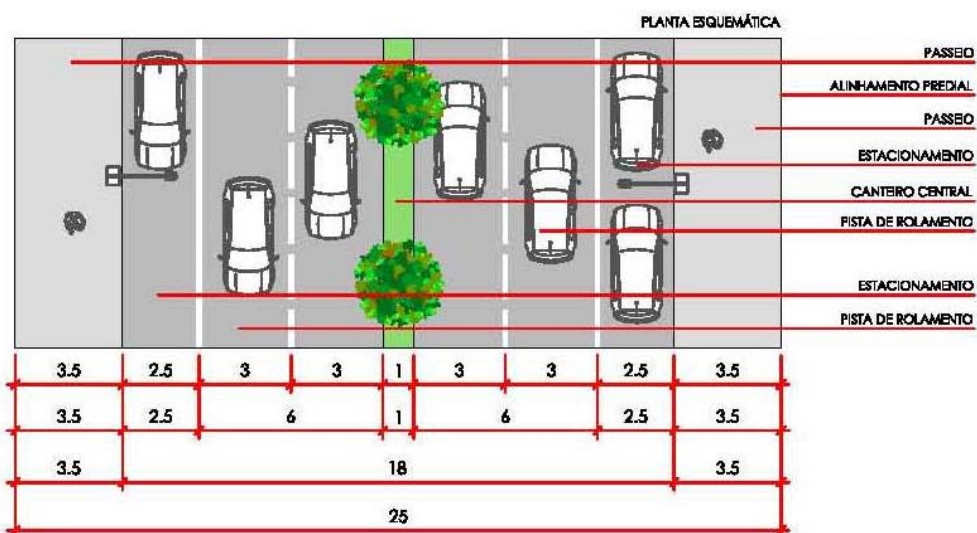 PLANTA ESQUEMÁTICA
PASSEIO
ALINHAMENTO PREDIAL
PASSEIO
ESTACIONAMENTO
CANTEIRO CENTRAL
PISTA DE ROLAMENTO
ESTACIONAMENTO
PISTA DE ROLAMENTO
3.5 2.5 3 3 1 3 3 2.5 3.5
3.5 2.5 6 1 6 2.5 3.5
3.5 18 3.5
25